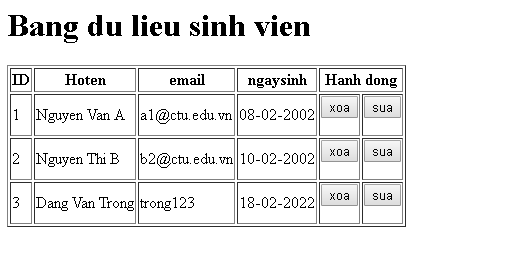 Bang du lieu sinh vien
ID Hoten email ngaysinh Hanh dong
1 Nguyen Van A a1@ctu.edu.vn 08-02-2002 xoa sua
2 Nguyen Thi B b2@ctu.edu.vn 10-02-2002 xoa sua
3 Dang Van Trong trong123 18-02-2022 xoa sua